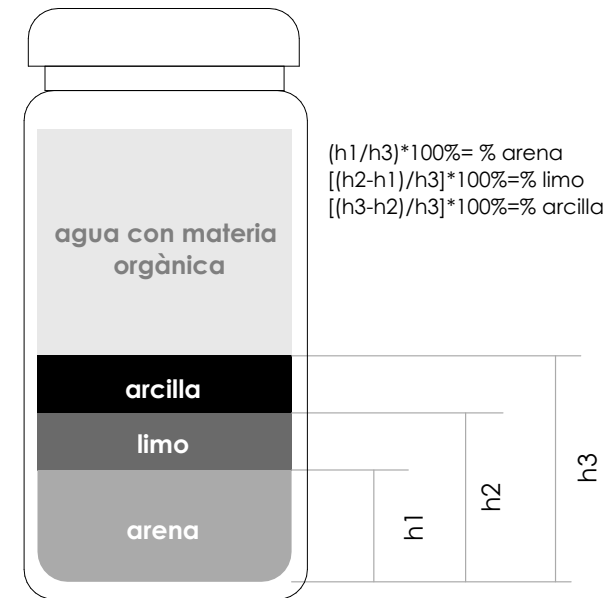 (h1/h3)*100%= % arena
[(h2-h1)/h3]*100%=% limo
[(h3-h2)/h3]*100%=% arcilla
agua con materia
orgànica
arcilla
limo
arena
h1
h2
h3